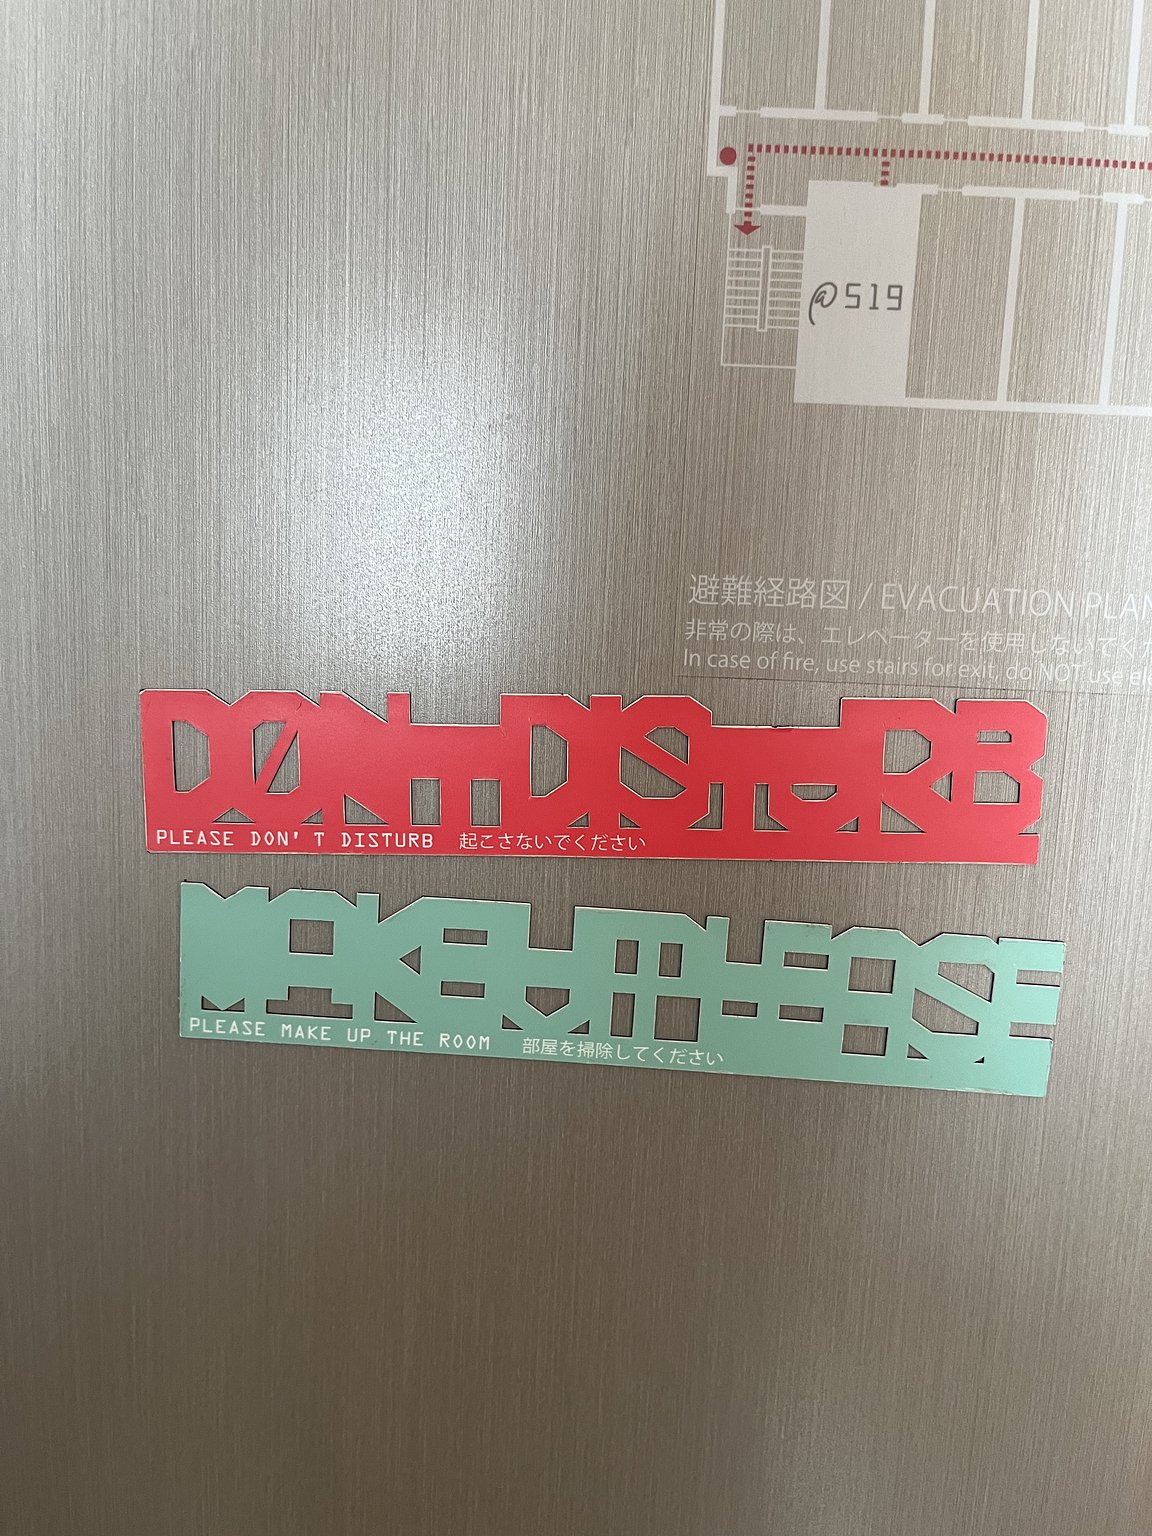 @519
避難経路図 / EVACUATION PLAN
非常の際は、エレベーターを使用しないでくだ
In case of fire, use stairs for exit, do NOT use
DON'T DISTURB
PLEASE DON'T DISTURB 起こさないでください
MAKE UP PLEASE
PLEASE MAKE UP THE ROOM 部屋を掃除してください